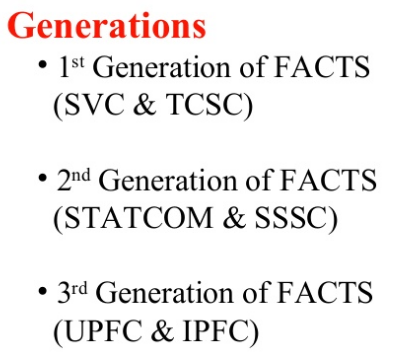 Generations
• 1st Generation of FACTS
(SVC & TCSC)
• 2nd Generation of FACTS
(STATCOM & SSSC)
• 3rd Generation of FACTS
(UPFC & IPFC)